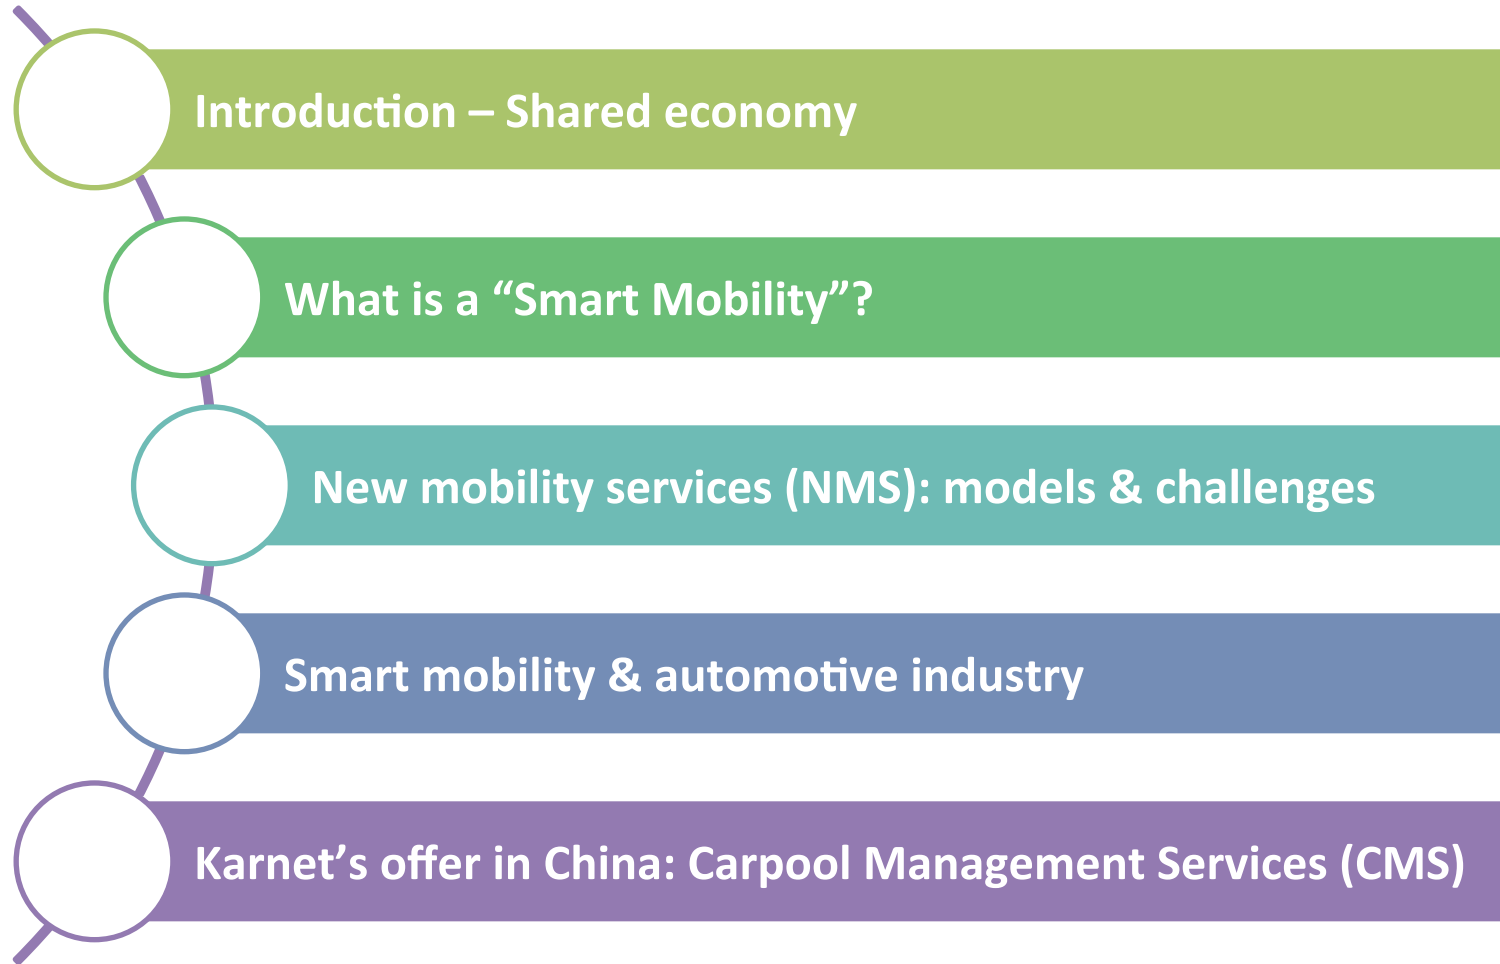 Introduction – Shared economy
What is a “Smart Mobility”?
New mobility services (NMS): models & challenges
Smart mobility & automotive industry
Karnet’s offer in China: Carpool Management Services (CMS)